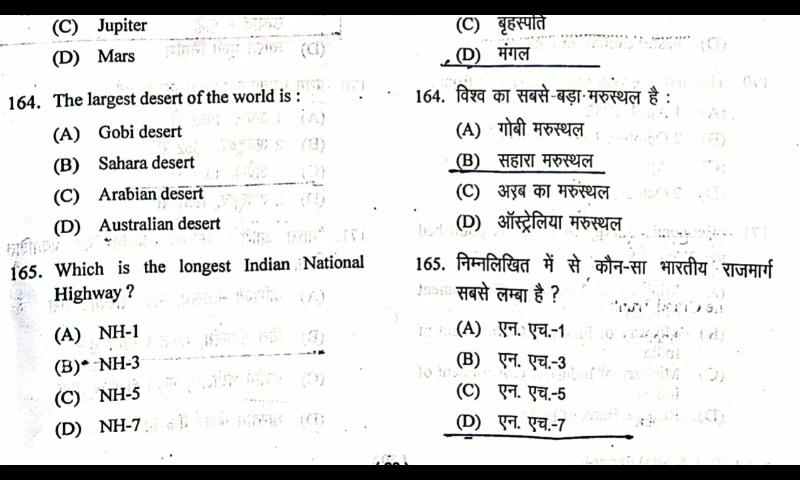 (C) Jupiter
(D) Mars
164. The largest desert of the world is :
(A) Gobi desert
(B) Sahara desert
(C) Arabian desert
(D) Australian desert
165. Which is the longest Indian National
Highway ?
(A) NH-1
(B) NH-3
(C) NH-5
(D) NH-7
(C) बृहस्पति
(D) मंगल
164. विश्व का सबसे-बड़ा मरुस्थल है :
(A) गोबी मरुस्थल
(B) सहारा मरुस्थल
(C) अरब का मरुस्थल
(D) ऑस्ट्रेलिया मरुस्थल
165. निम्नलिखित में से कौन-सा भारतीय राजमार्ग
सबसे लम्बा है ?
(A) एन. एच.-1
(B) एन. एच.-3
(C) एन. एच.-5
(D) एन. एच.-7